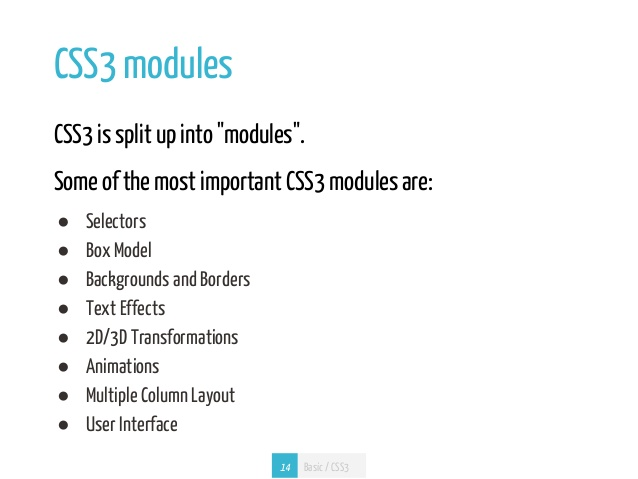 CSS3 modules
CSS3 is split up into "modules".
Some of the most important CSS3 modules are:
● Selectors
● Box Model
● Backgrounds and Borders
● Text Effects
● 2D/3D Transformations
● Animations
● Multiple Column Layout
● User Interface
14 Basic / CSS3